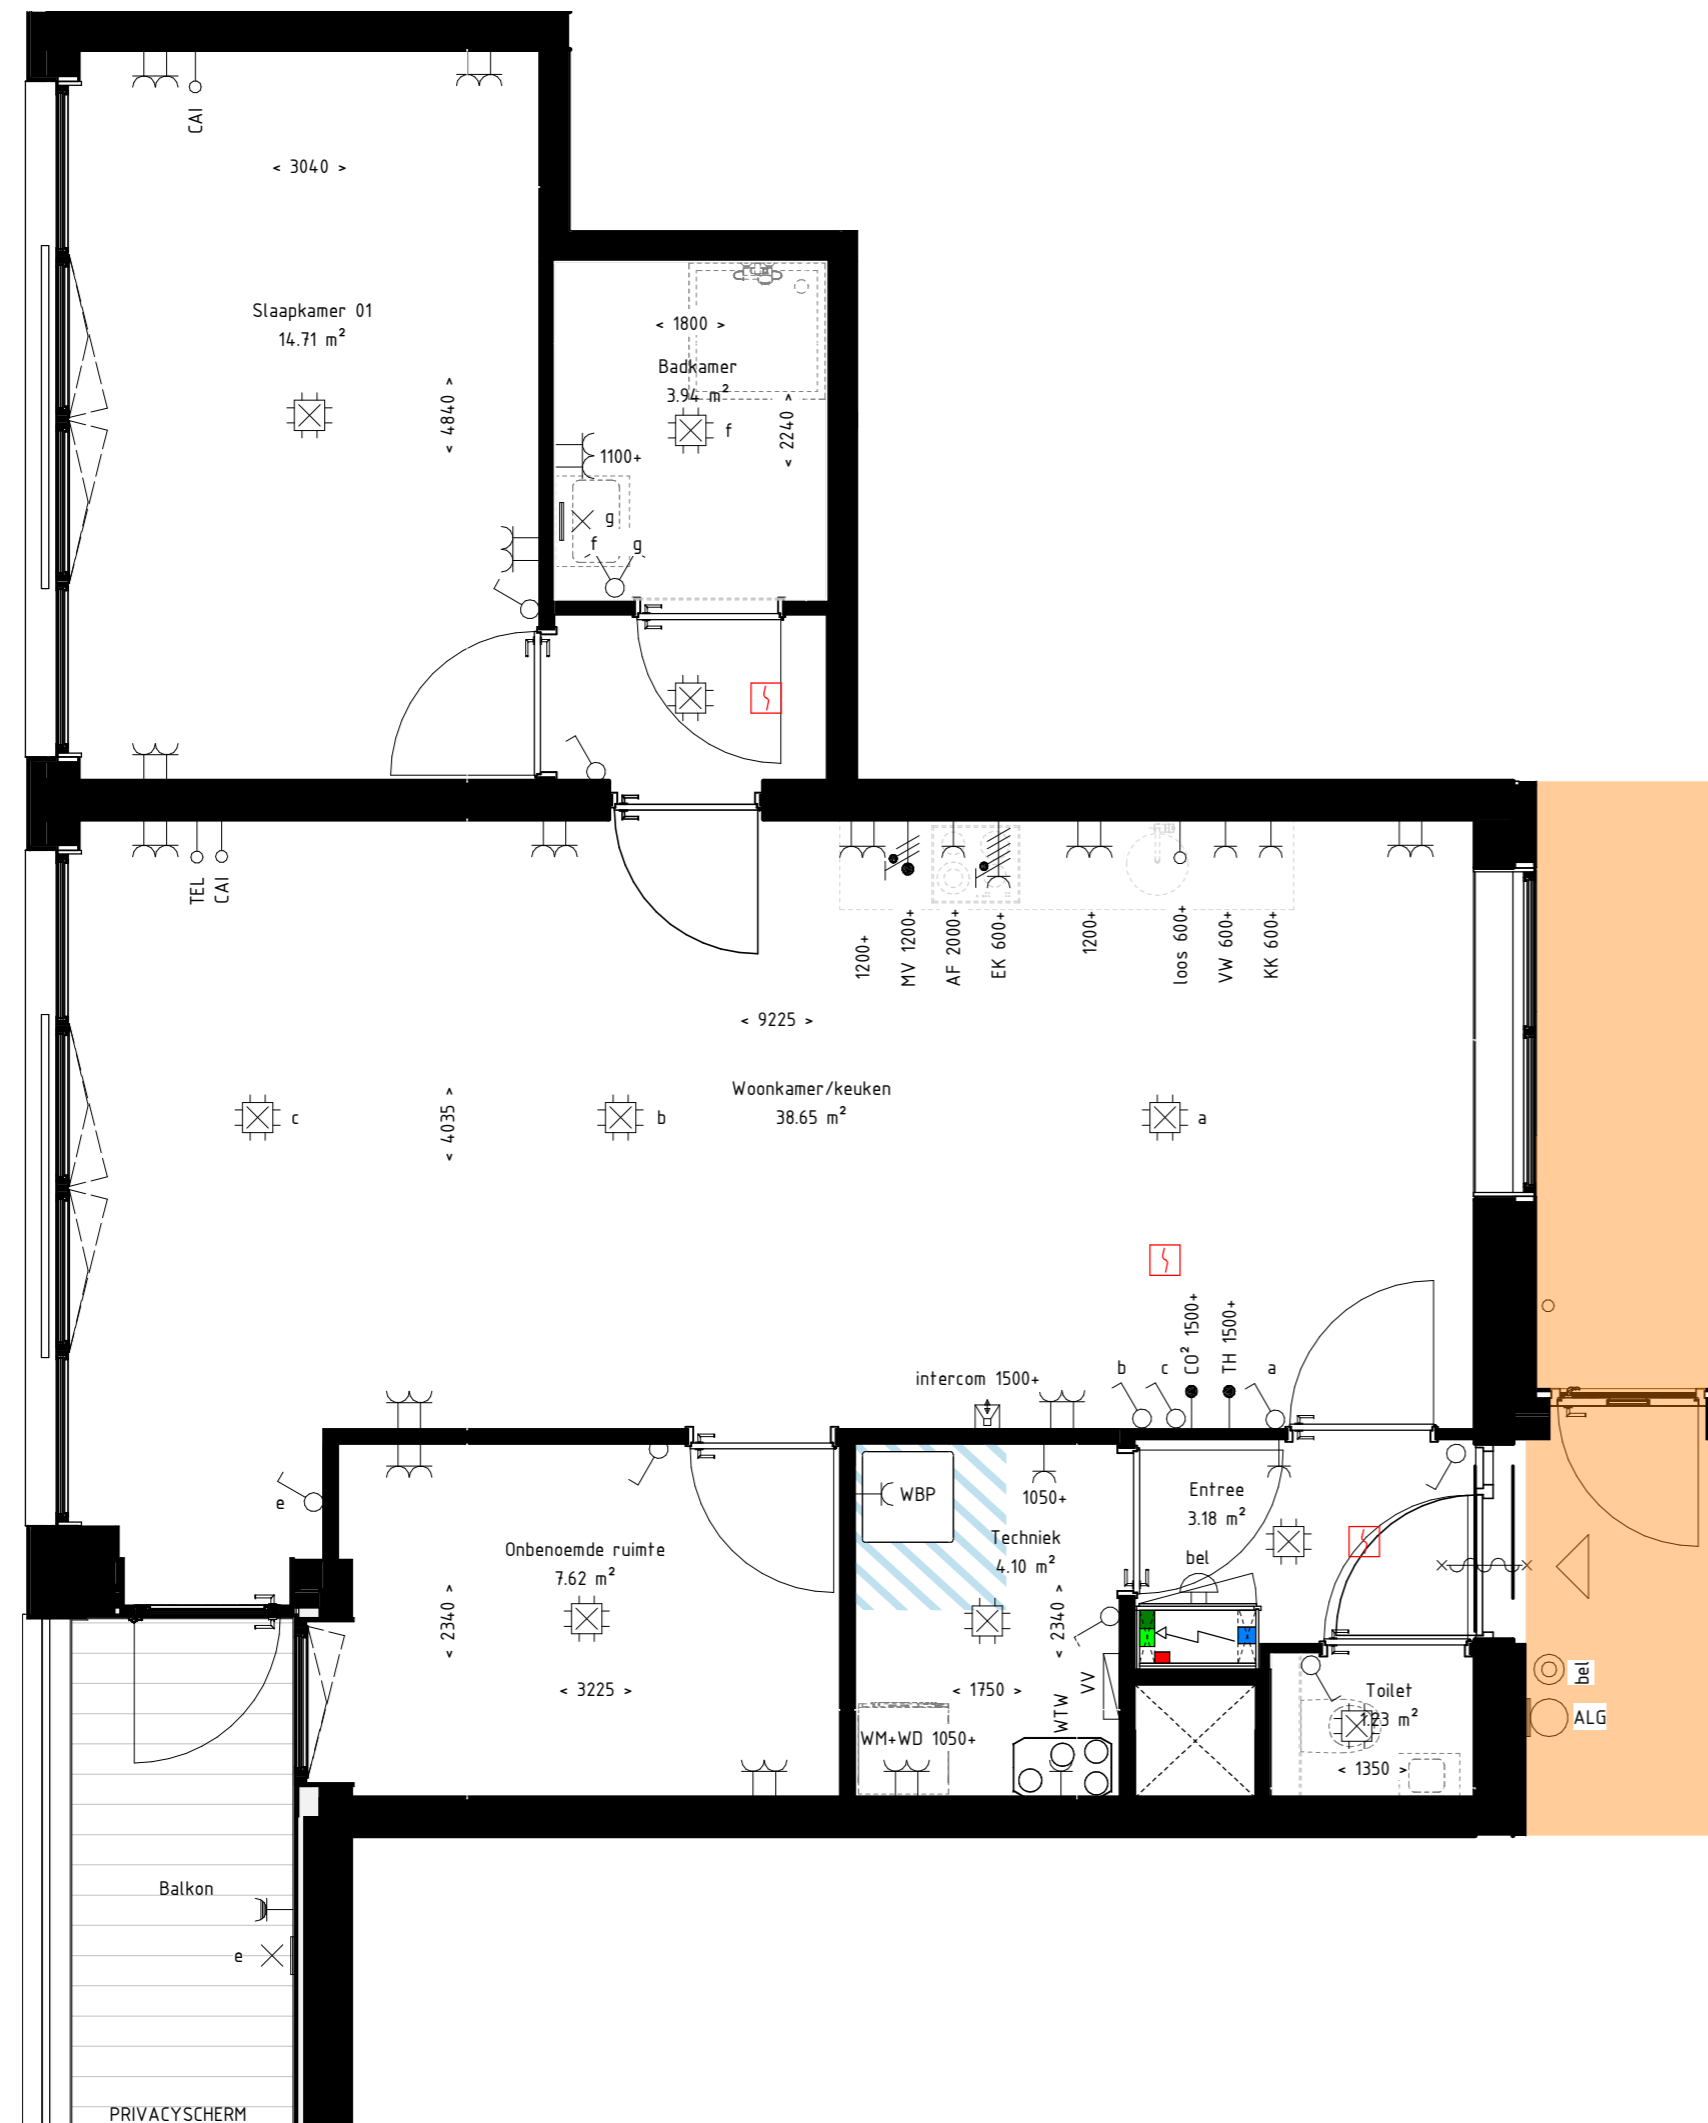 CAI
< 3040 >
Slaapkamer 01
14.71 m²
< 4840 >
< 1800 >
Badkamer
3.94 m²
f
< 2240 >
1100+
g
f
g
TEL
CAI
1200+
MV 1200+
AF 2000+
EK 600+
1200+
loos 600+
VW 600+
KK 600+
< 9225 >
Woonkamer/keuken
38.65 m²
c
< 4035 >
b
a
intercom 1500+
b
c
CO² 1500+
TH 1500+
a
e
WBP
1050+
Entree
3.18 m²
Onbenoemde ruimte
7.62 m²
Techniek
4.10 m²
bel
< 2340 >
< 2340 >
< 3225 >
< 1750 >
VV
WTW
WM+WD 1050+
Toilet
1.23 m²
< 1350 >
bel
ALG
Balkon
e
PRIVACYSCHERM